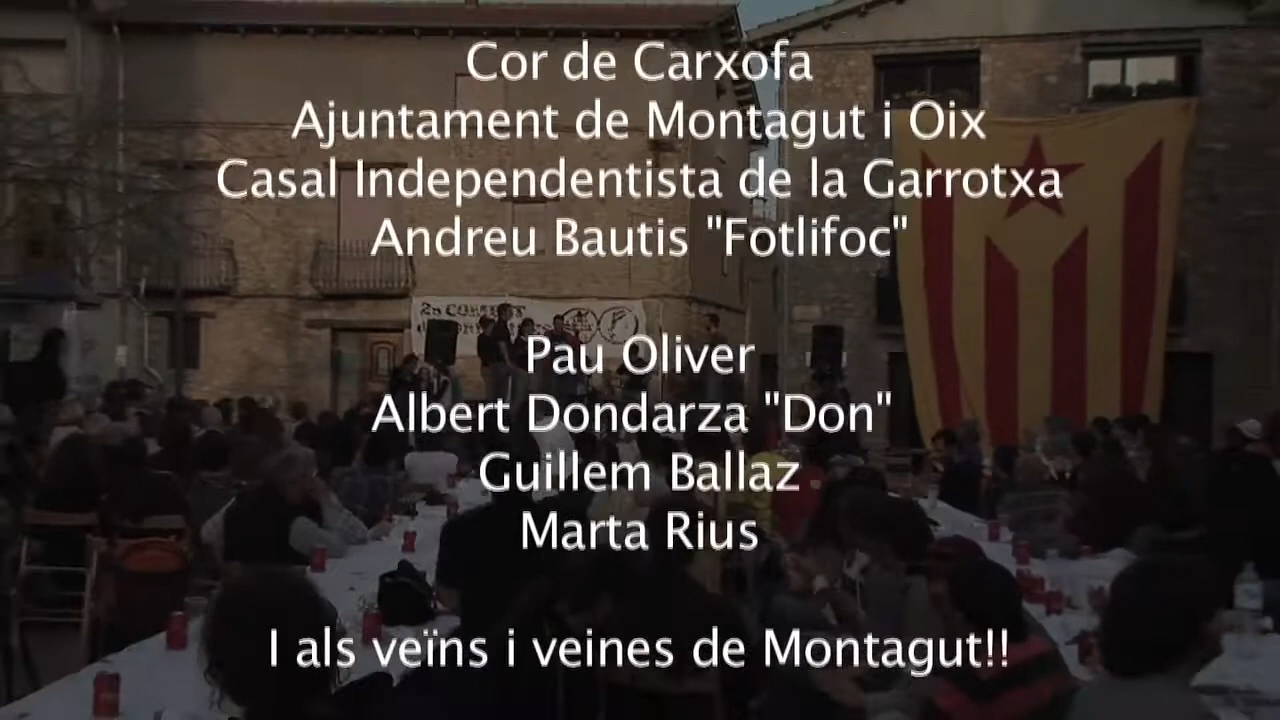 Cor de Carxofa
Ajuntament de Montagut i Oix
Casal Independentista de la Garrotxa
Andreu Bautis "Fotlifoc"
Pau Oliver
Albert Dondarza "Don"
Guillem Ballaz
Marta Rius
I als veïns i veines de Montagut!!